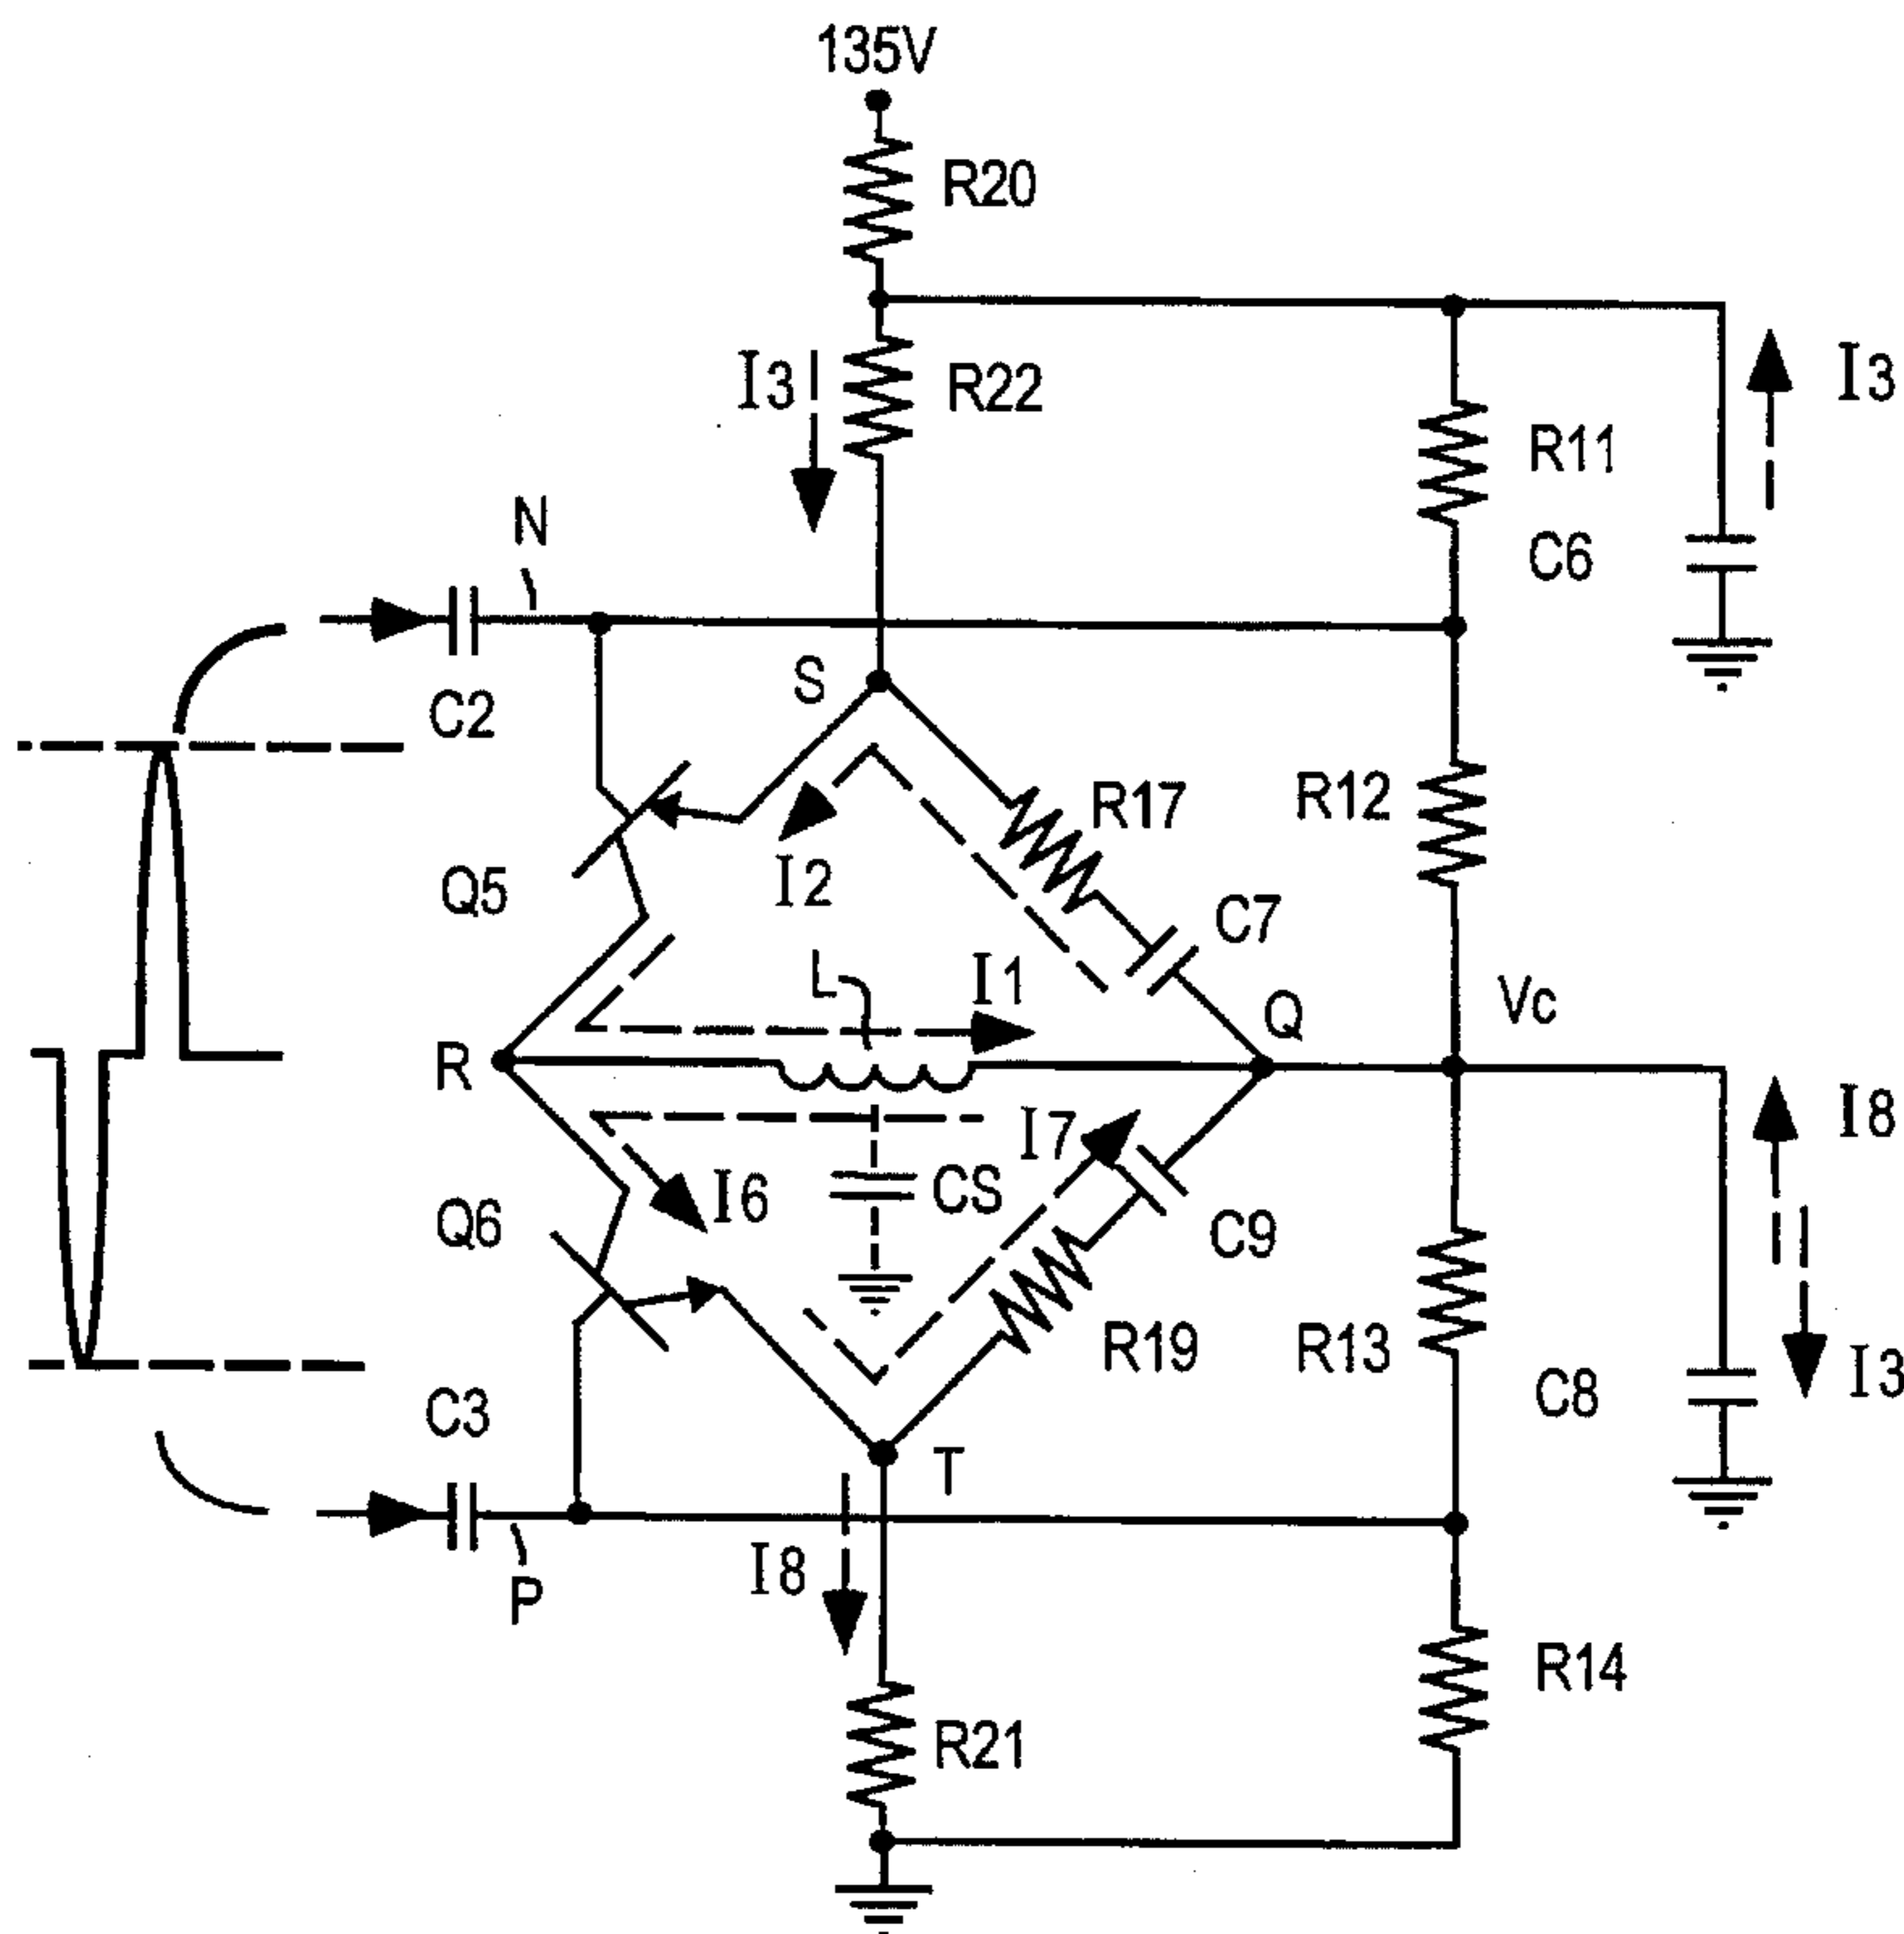 135V
R20
I3
R22
I3
R11
N
C6
S
C2
R17
R12
I2
Q5
C7
L
I1
Q
Vc
R
I7
I8
I6
CS
Q6
C9
R19
R13
C3
C8
I3
T
I8
P
R14
R21